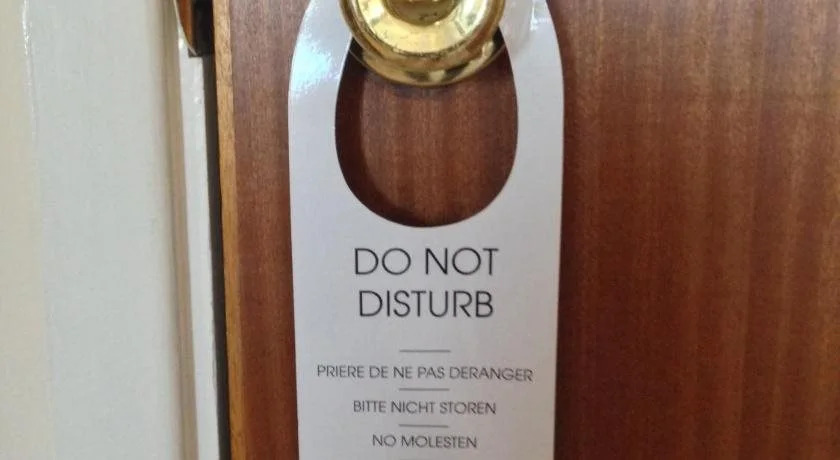 DO NOT
DISTURB
PRIERE DE NE PAS DERANGER
BITTE NICHT STOREN
NO MOLESTEN